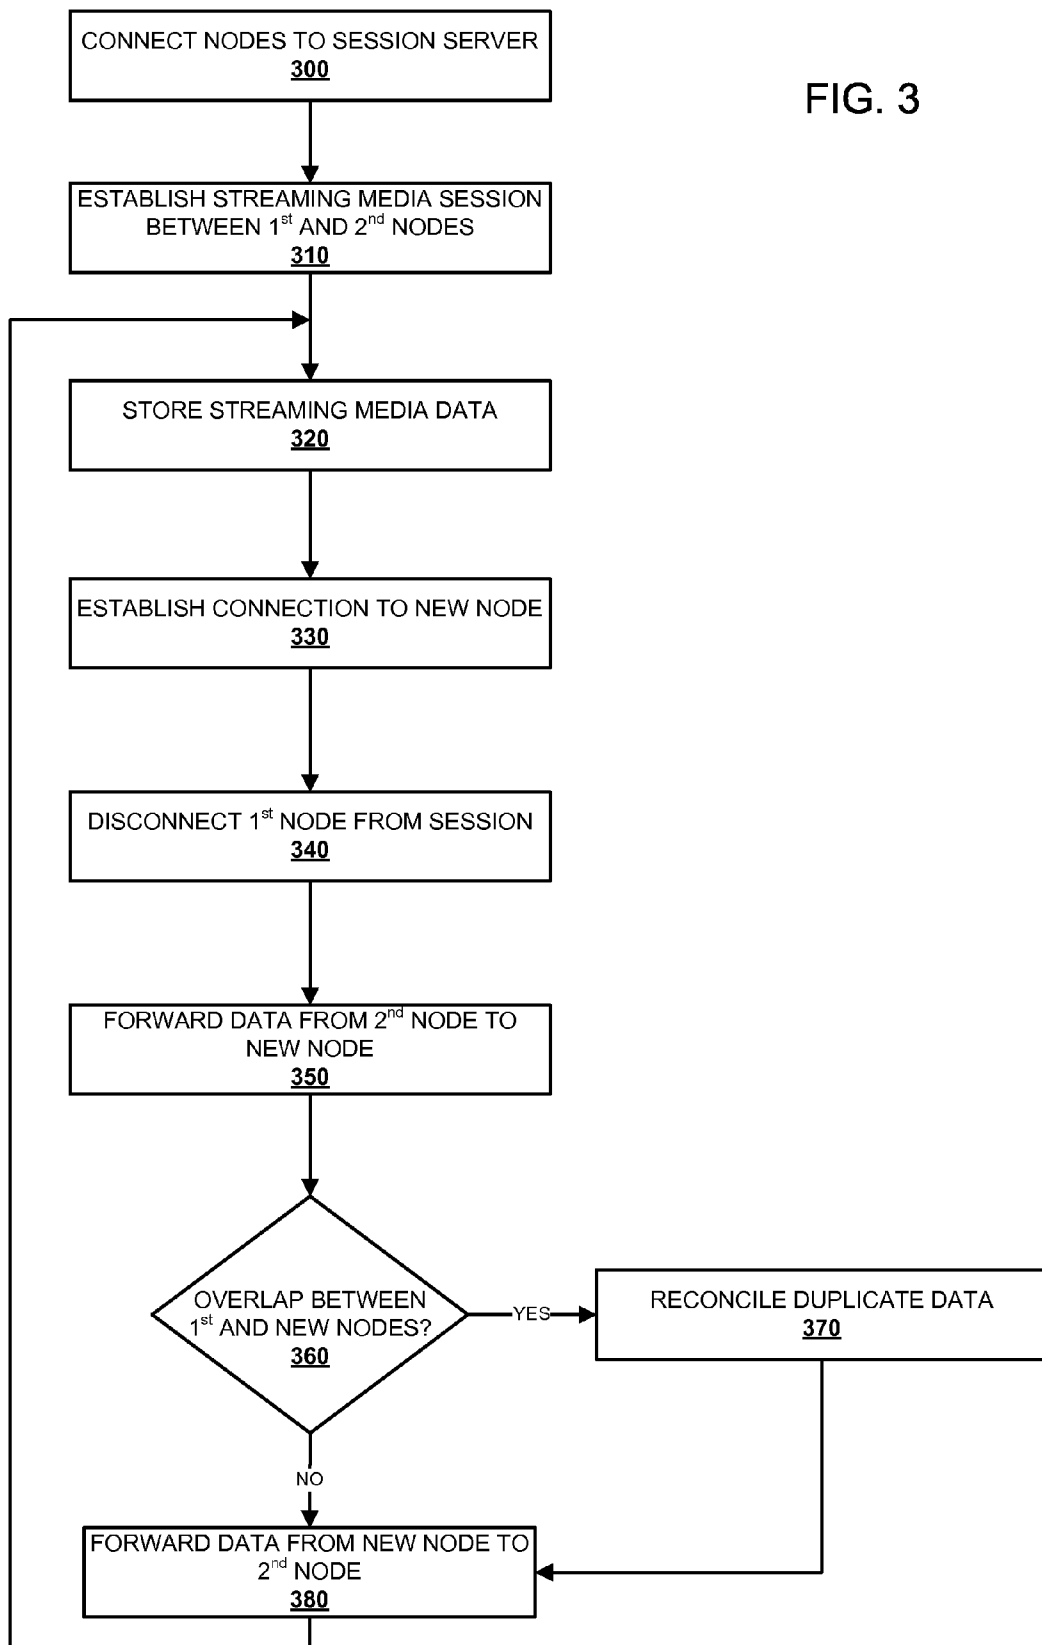 CONNECT NODES TO SESSION SERVER
300
FIG. 3
ESTABLISH STREAMING MEDIA SESSION
BETWEEN 1st AND 2nd NODES
310
STORE STREAMING MEDIA DATA
320
ESTABLISH CONNECTION TO NEW NODE
330
DISCONNECT 1st NODE FROM SESSION
340
FORWARD DATA FROM 2nd NODE TO
NEW NODE
350
OVERLAP BETWEEN
1st AND NEW NODES?
360
YES
RECONCILE DUPLICATE DATA
370
NO
FORWARD DATA FROM NEW NODE TO
2nd NODE
380